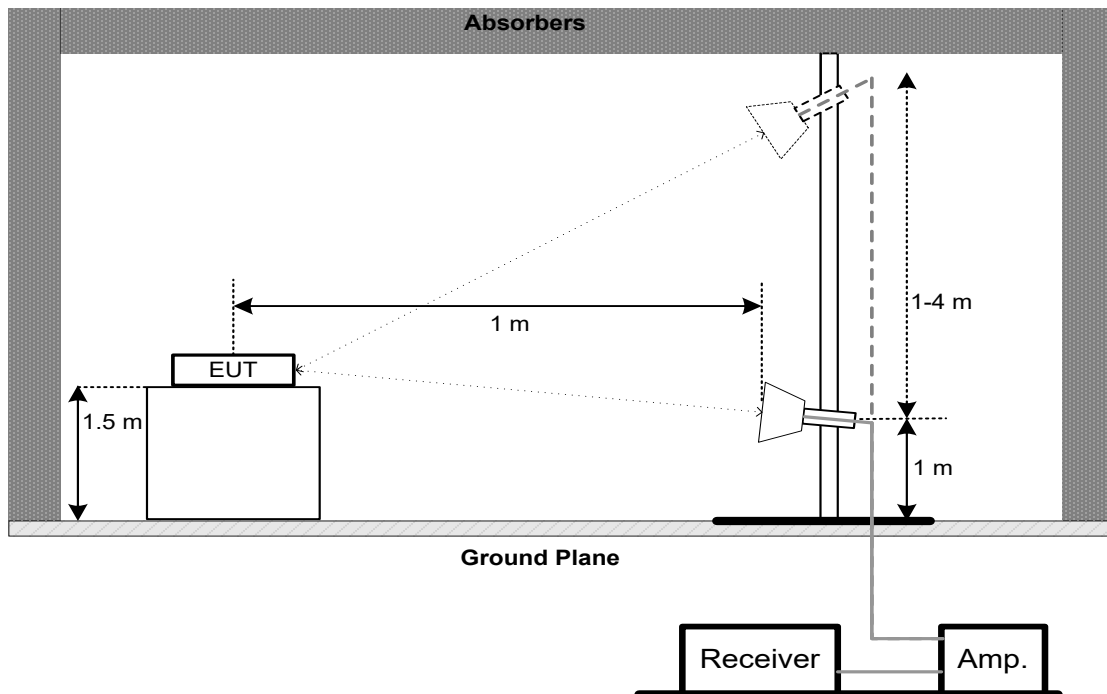 Absorbers
1-4 m
1 m
EUT
1.5 m
1 m
Ground Plane
Receiver
Amp.